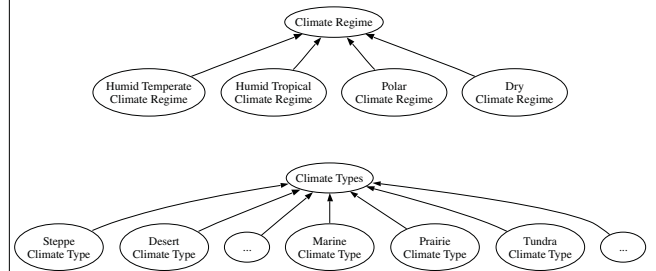 Climate Regime
Humid Temperate
Climate Regime
Humid Tropical
Climate Regime
Polar
Climate Regime
Dry
Climate Regime
Climate Types
Steppe
Climate Type
Desert
Climate Type
...
Marine
Climate Type
Prairie
Climate Type
Tundra
Climate Type
...